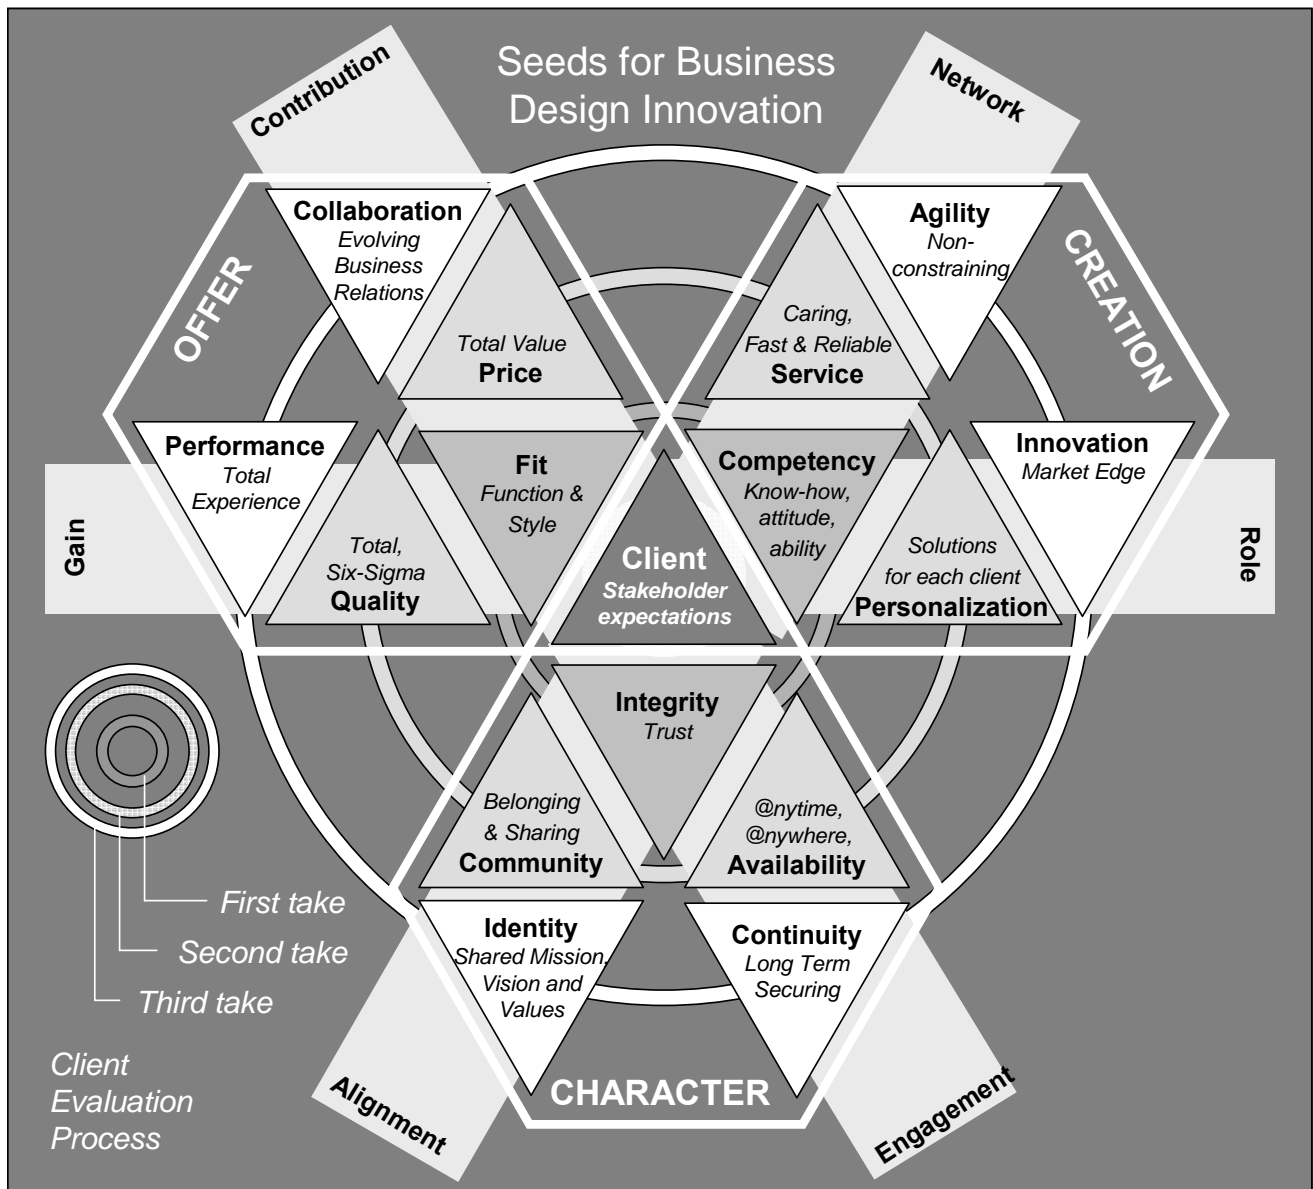 Seeds for Business
Design Innovation
Contribution
Network
OFFER
CREATION
Collaboration
Evolving
Business
Relations
Total Value
Price
Caring,
Fast & Reliable
Service
Agility
Non-
constraining
Performance
Total
Experience
Fit
Function &
Style
Competency
Know-how,
attitude,
ability
Innovation
Market Edge
Gain
Total,
Six-Sigma
Quality
Client
Stakeholder
expectations
Solutions
for each client
Personalization
Role
Integrity
Trust
Belonging
& Sharing
Community
@nytime,
@nywhere,
Availability
Identity
Shared Mission,
Vision and
Values
Continuity
Long Term
Securing
CHARACTER
Alignment
Engagement
First take
Second take
Third take
Client
Evaluation
Process